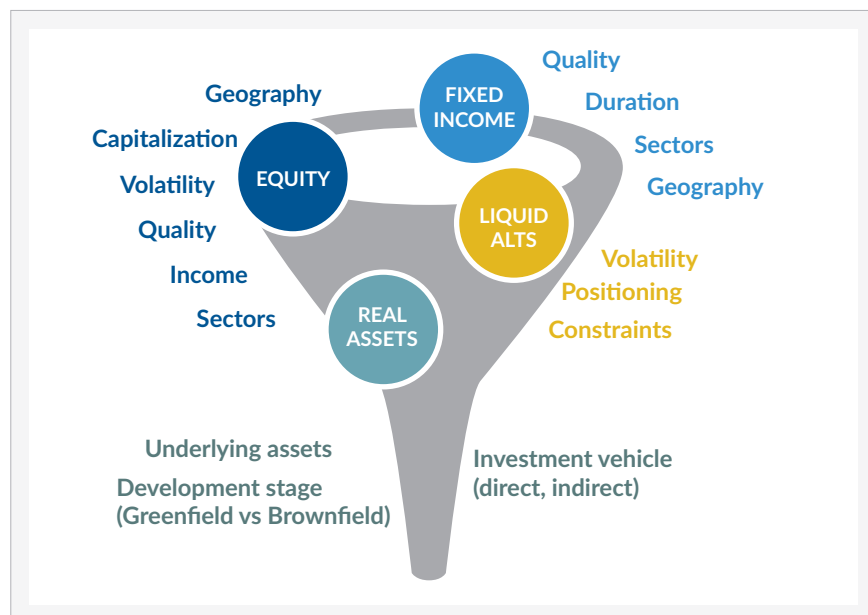 Geography
Capitalization
Volatility
Quality
Income
Sectors
EQUITY
FIXED
INCOME
Quality
Duration
Sectors
Geography
LIQUID
ALTS
Volatility
Positioning
Constraints
REAL
ASSETS
Underlying assets
Development stage
(Greenfield vs Brownfield)
Investment vehicle
(direct, indirect)